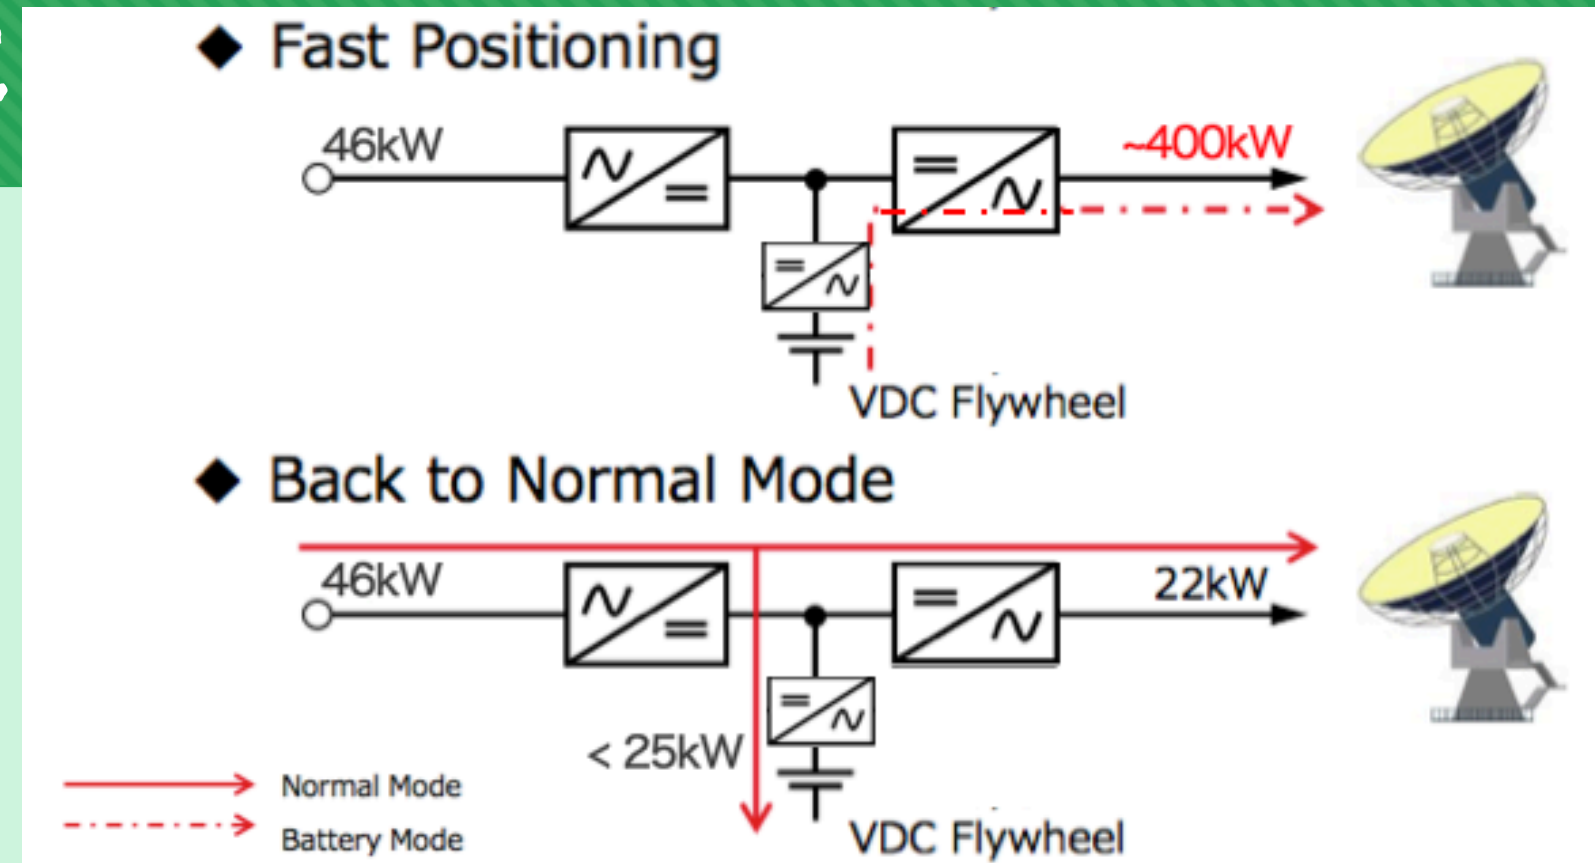 ◆ Fast Positioning
46kW
~400kW
VDC Flywheel
◆ Back to Normal Mode
46kW
22kW
< 25kW
Normal Mode
Battery Mode
VDC Flywheel